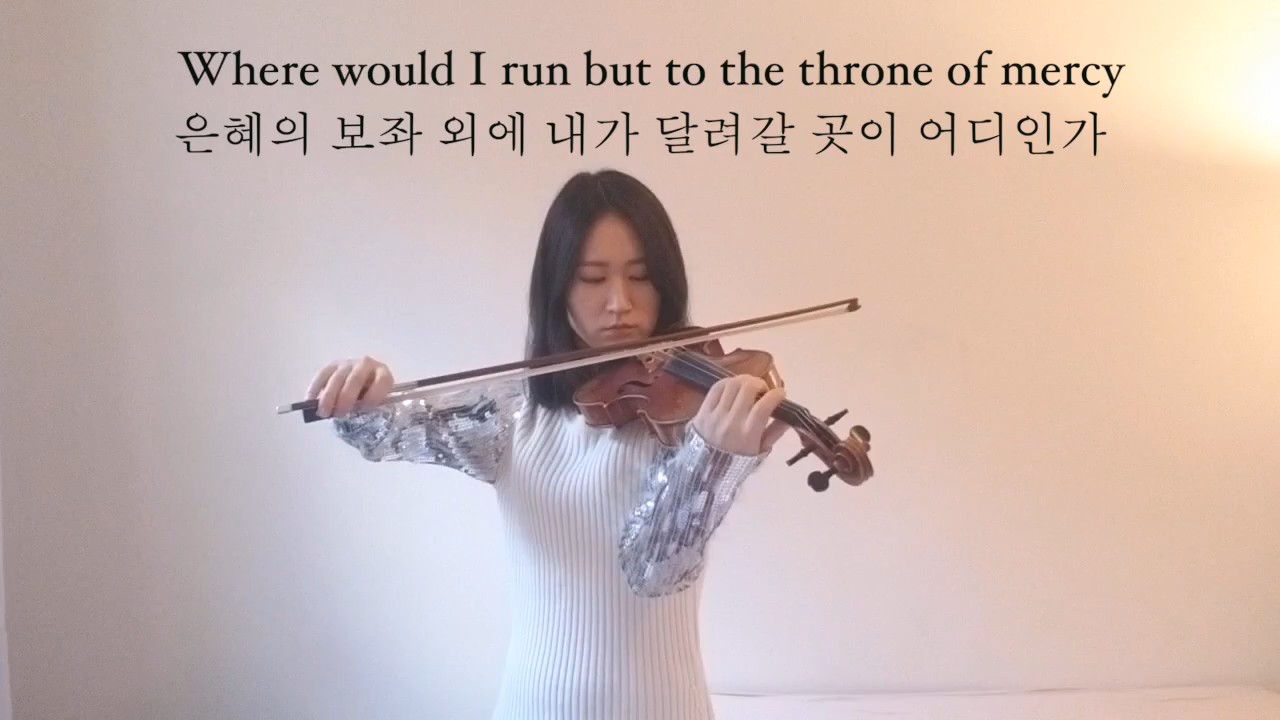 Where would I run but to the throne of mercy
은혜의 보좌 외에 내가 달려갈 곳이 어디인가